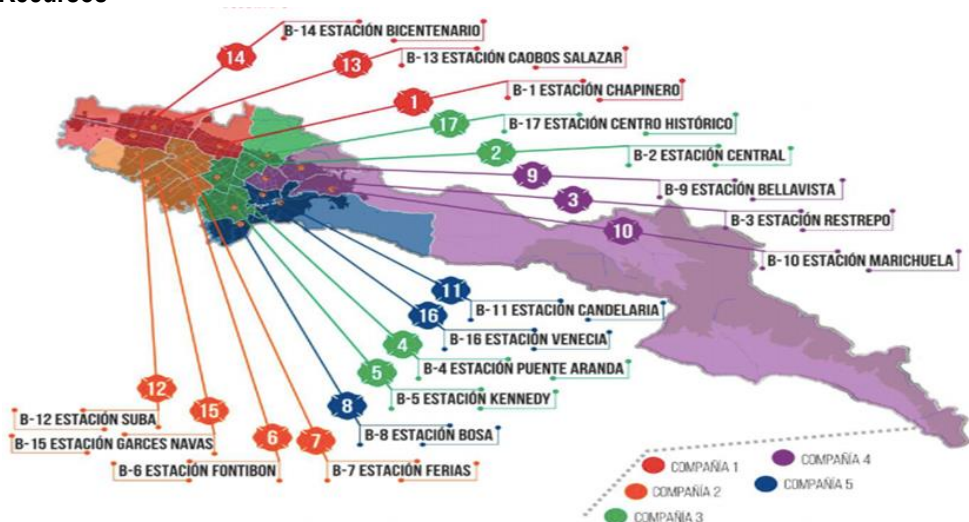 B-14 ESTACIÓN BICENTENARIO
14
B-13 ESTACIÓN CAOBOS SALAZAR
13
B-1 ESTACIÓN CHAPINERO
1
B-17 ESTACIÓN CENTRO HISTÓRICO
17
B-2 ESTACIÓN CENTRAL
2
B-9 ESTACIÓN BELLAVISTA
9
B-3 ESTACIÓN RESTREPO
3
B-10 ESTACIÓN MARICHUELA
10
11
B-11 ESTACIÓN CANDELARIA
16
B-16 ESTACIÓN VENECIA
4
B-4 ESTACIÓN PUENTE ARANDA
5
B-5 ESTACIÓN KENNEDY
8
B-8 ESTACIÓN BOSA
12
B-12 ESTACIÓN SUBA
15
B-15 ESTACIÓN GARCES NAVAS
6
B-6 ESTACIÓN FONTIBON
7
B-7 ESTACIÓN FERIAS
COMPAÑÍA 1
COMPAÑÍA 2
COMPAÑÍA 3
COMPAÑÍA 4
COMPAÑÍA 5